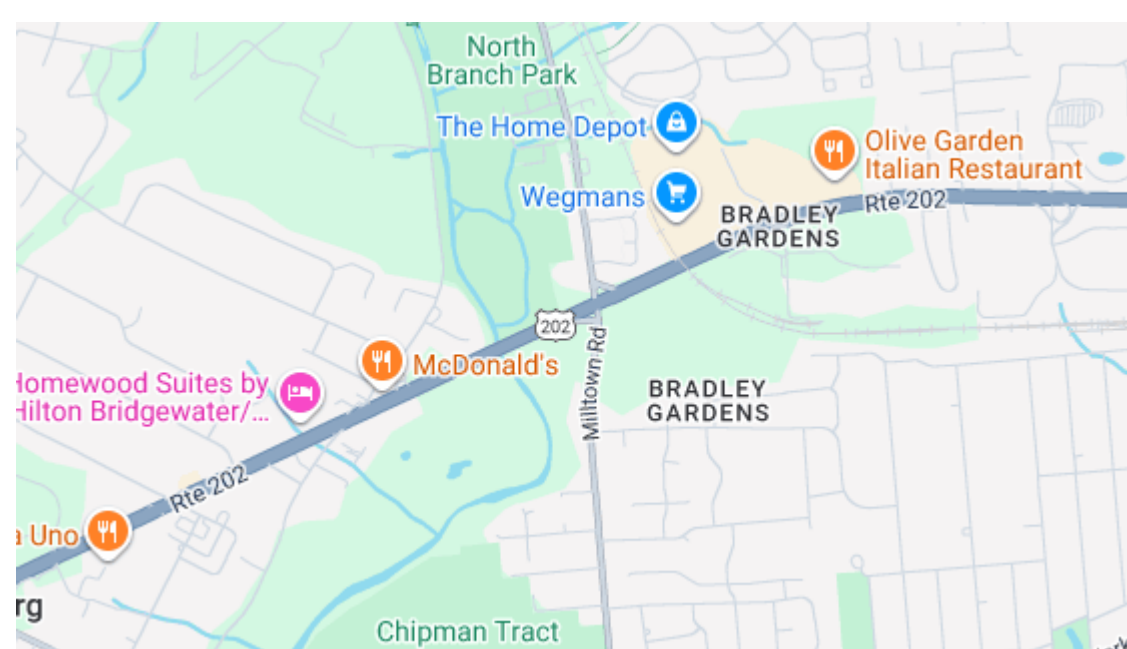 North
Branch Park
The Home Depot
Olive Garden
Italian Restaurant
Wegmans
Rte 202
BRADLEY
GARDENS
202
McDonald's
Milltown Rd
Homewood Suites by
Hilton Bridgewater/...
BRADLEY
GARDENS
Rte 202
a Uno
rg
Chipman Tract